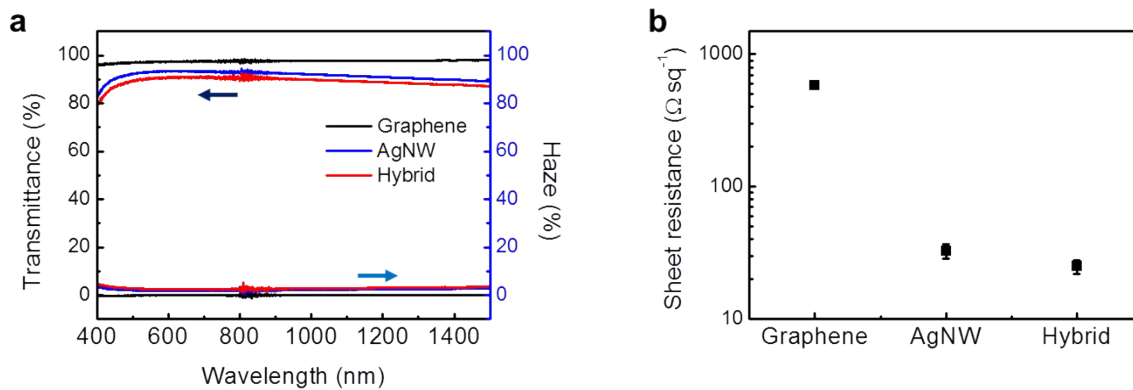 a
100
80
60
40
20
0
Transmittance (%)
Graphene
AgNW
Hybrid
100
80
60
40
20
0
Haze (%)
400 600 800 1000 1200 1400
Wavelength (nm)
b
1000
100
10
Sheet resistance (Ω sq⁻¹)
Graphene AgNW Hybrid